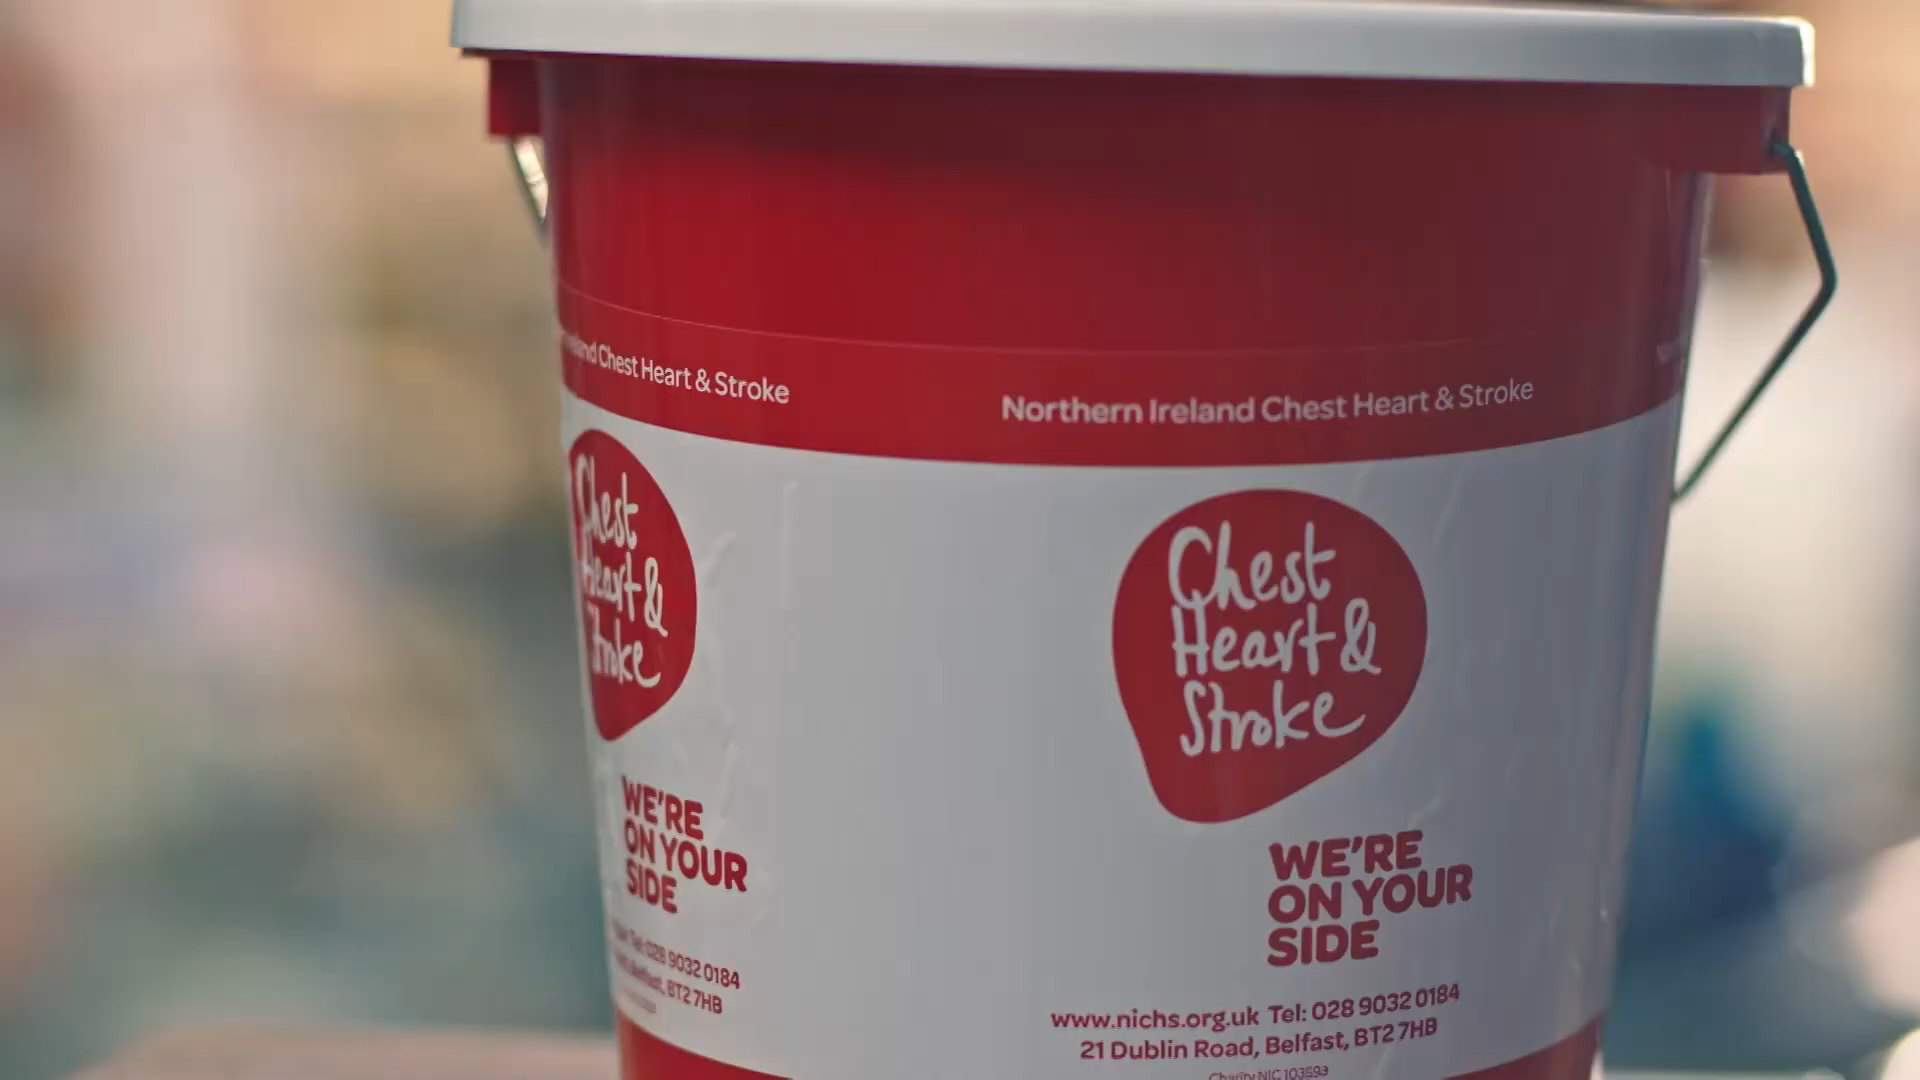 Chest Heart & Stroke
Northern Ireland Chest Heart & Stroke
Chest
Heart &
Stroke
WE'RE
ON YOUR
SIDE
Tel: 028 9032 0184
Belfast, BT2 7HB
Chest
Heart &
Stroke
WE'RE
ON YOUR
SIDE
www.nichs.org.uk Tel: 028 9032 0184
21 Dublin Road, Belfast, BT2 7HB
Charity NIC 103593